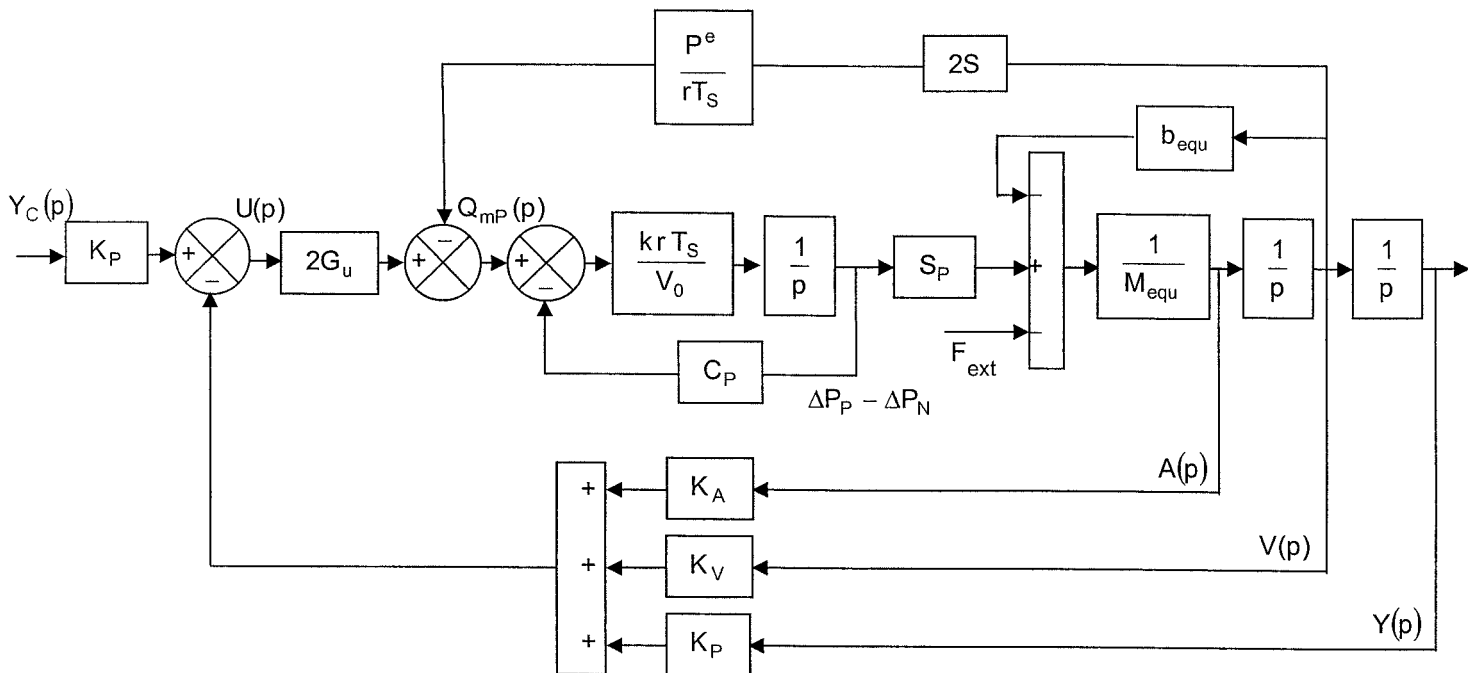 P^e
rT_S
2S
b_equ
Y_C(p)
K_P
+
−
U(p)
2G_u
+
−
Q_mP(p)
+
−
k r T_S
V_0
1
p
S_P
−
+
−
F_ext
1
M_equ
1
p
1
p
C_P
ΔP_P − ΔP_N
+
K_A
A(p)
+
K_V
V(p)
+
K_P
Y(p)